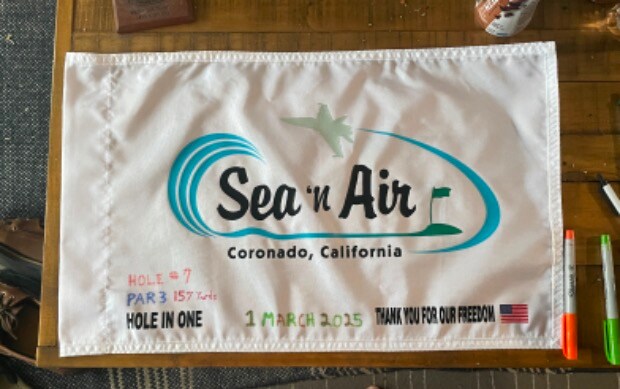 Sea 'n Air
Coronado, California
HOLE #7
PAR 3 157 Yards
HOLE IN ONE 1 MARCH 2025 THANK YOU FOR OUR FREEDOM